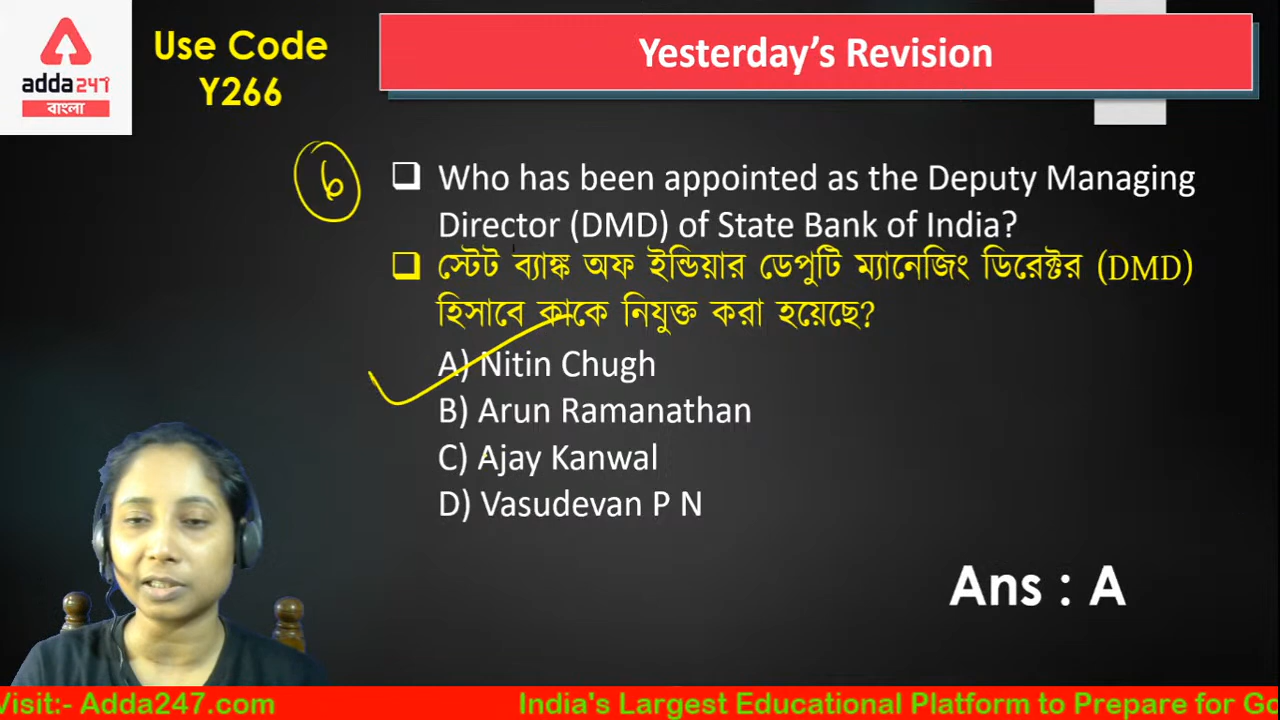 adda247
বাংলা
Use Code
Y266
Yesterday's Revision
6
❑ Who has been appointed as the Deputy Managing
Director (DMD) of State Bank of India?
❑ স্টেট ব্যাঙ্ক অফ ইন্ডিয়ার ডেপুটি ম্যানেজিং ডিরেক্টর (DMD)
হিসাবে কাকে নিযুক্ত করা হয়েছে?
A) Nitin Chugh
B) Arun Ramanathan
C) Ajay Kanwal
D) Vasudevan P N
Ans : A
Visit:- Adda247.com India's Largest Educational Platform to Prepare for Go